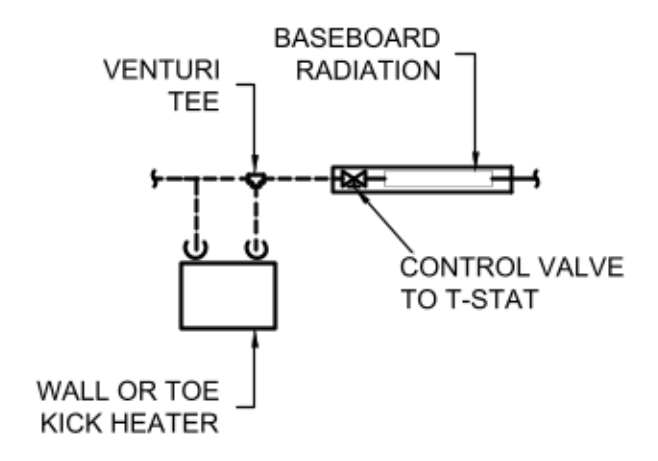 BASEBOARD
RADIATION
VENTURI
TEE
CONTROL VALVE
TO T-STAT
WALL OR TOE
KICK HEATER